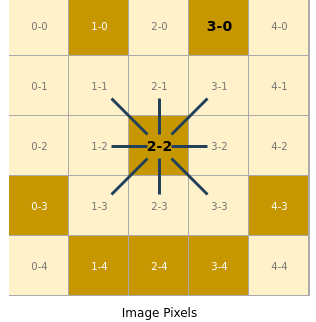 0-0 1-0 2-0 3-0 4-0
0-1 1-1 2-1 3-1 4-1
0-2 1-2 2-2 3-2 4-2
0-3 1-3 2-3 3-3 4-3
0-4 1-4 2-4 3-4 4-4
Image Pixels